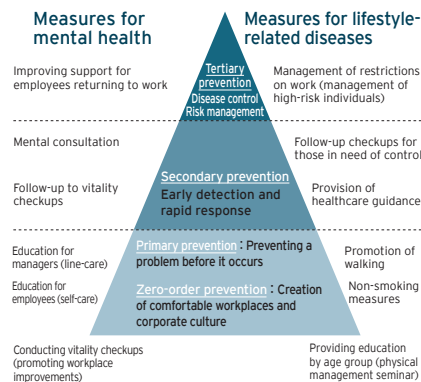 Measures for
mental health
Measures for lifestyle-
related diseases
Improving support for
employees returning to work
Tertiary
prevention
Disease control
Risk management
Management of restrictions
on work (management of
high-risk individuals)
Mental consultation
Follow-up checkups for
those in need of control
Follow-up to vitality
checkups
Secondary prevention
Early detection and
rapid response
Provision of
healthcare guidance
Education for
managers (line-care)
Primary prevention : Preventing a
problem before it occurs
Promotion of
walking
Education for
employees (self-care)
Zero-order prevention : Creation
of comfortable workplaces and
corporate culture
Non-smoking
measures
Conducting vitality checkups
(promoting workplace
improvements)
Providing education
by age group (physical
management seminar)